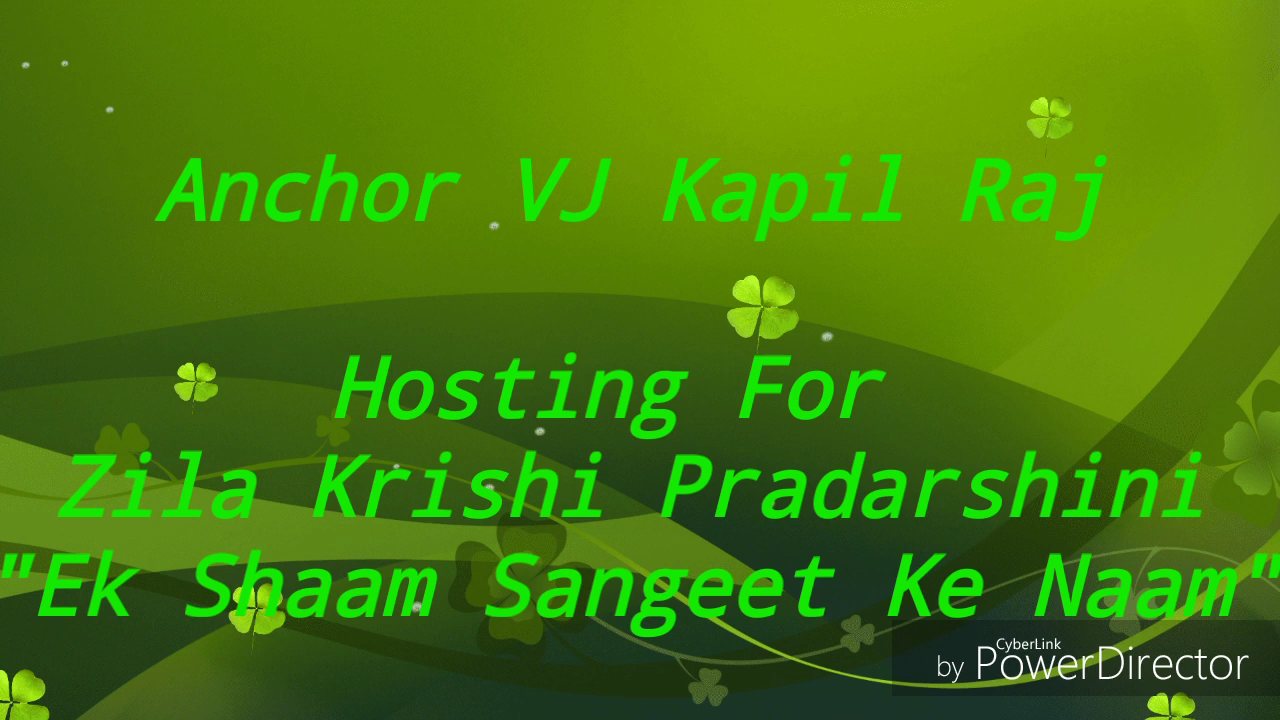 Anchor VJ Kapil Raj
Hosting For
Zila Krishi Pradarshini
"Ek Shaam Sangeet Ke Naam"
CyberLink
by PowerDirector